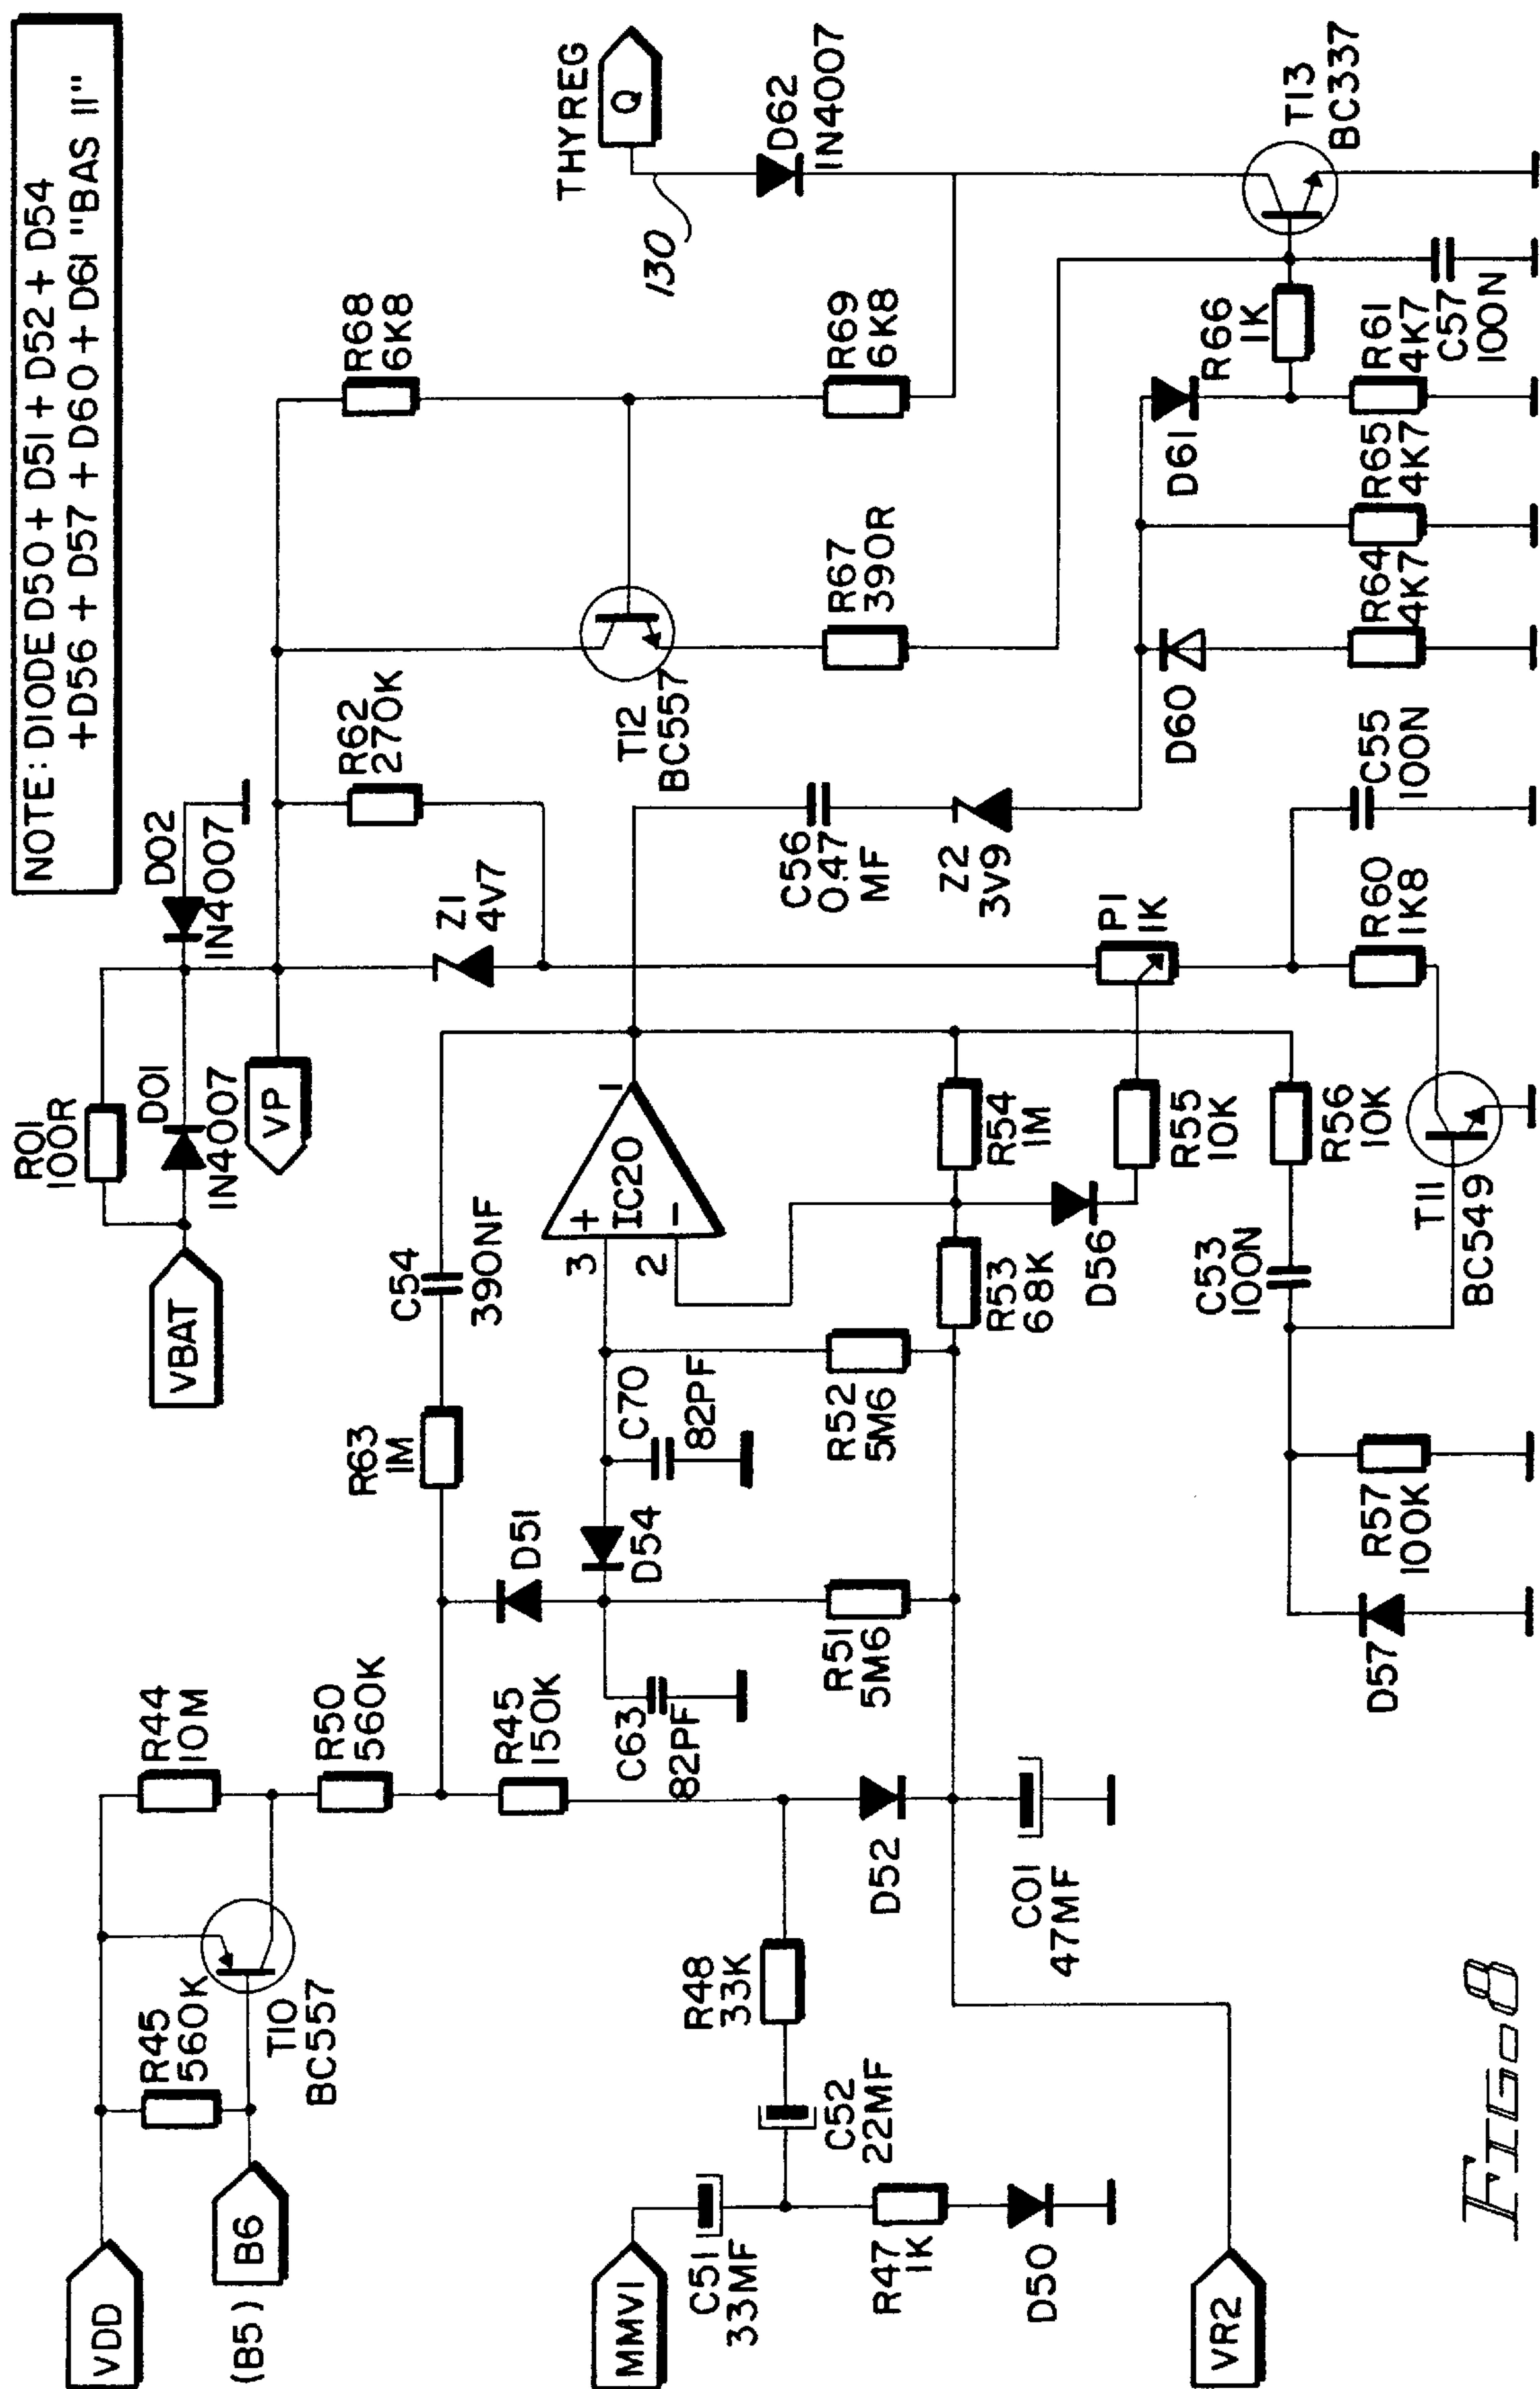 NOTE: DIODE D50 + D51 + D52 + D54
+D56 + D57 + D60 + D61 "BAS 11"
VDD
(B5)
B6
R45
560K
T10
BC557
R44
10M
R50
560K
R45
150K
MMV1
C51
33MF
R47
1K
D50
C52
22MF
R48
33K
D52
C01
47MF
VR2
C63
82PF
D51
D54
R51
5M6
R63
1M
C54
390NF
C70
82PF
R52
5M6
3
2
+
-
IC20
1
R53
68K
R54
1M
D56
R55
10K
C53
100N
R56
10K
R57
100K
D57
T11
BC549
VBAT
R01
100R
D01
1N4007
D02
1N4007
VP
Z1
4V7
R62
270K
C56
0.47
MF
Z2
3V9
P1
1K
R60
1K8
C55
100N
T12
BC557
R67
390R
R68
6K8
R69
6K8
D60
R64
4K7
R65
4K7
D61
R61
4K7
R66
1K
C57
100N
THYREG
Q
130
D62
1N4007
T13
BC337
FIG-8